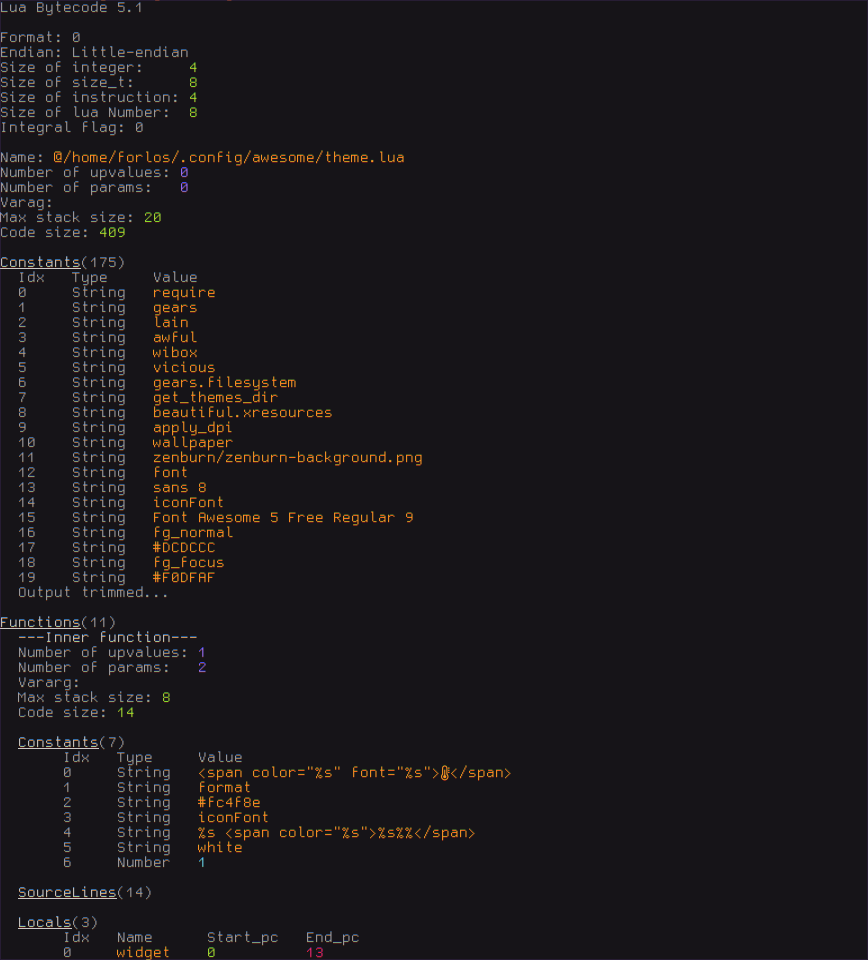 Lua Bytecode 5.1
Format: 0
Endian: Little-endian
Size of integer: 4
Size of size_t: 8
Size of instruction: 4
Size of lua Number: 8
Integral flag: 0
Name: @/home/forlos/.config/awesome/theme.lua
Number of upvalues: 0
Number of params: 0
Varag:
Max stack size: 20
Code size: 409
Constants(175)
Idx Type Value
0 String require
1 String gears
2 String lain
3 String awful
4 String wibox
5 String vicious
6 String gears.filesystem
7 String get_themes_dir
8 String beautiful.xresources
9 String apply_dpi
10 String wallpaper
11 String zenburn/zenburn-background.png
12 String font
13 String sans 8
14 String iconFont
15 String Font Awesome 5 Free Regular 9
16 String fg_normal
17 String #DCDCCC
18 String fg_focus
19 String #F0DFAF
Output trimmed...
Functions(11)
---Inner function---
Number of upvalues: 1
Number of params: 2
Vararg:
Max stack size: 8
Code size: 14
Constants(7)
Idx Type Value
0 String <span color="%s" font="%s"></span>
1 String format
2 String #fc4f8e
3 String iconFont
4 String %s <span color="%s">%s%%</span>
5 String white
6 Number 1
SourceLines(14)
Locals(3)
Idx Name Start_pc End_pc
0 widget 0 13